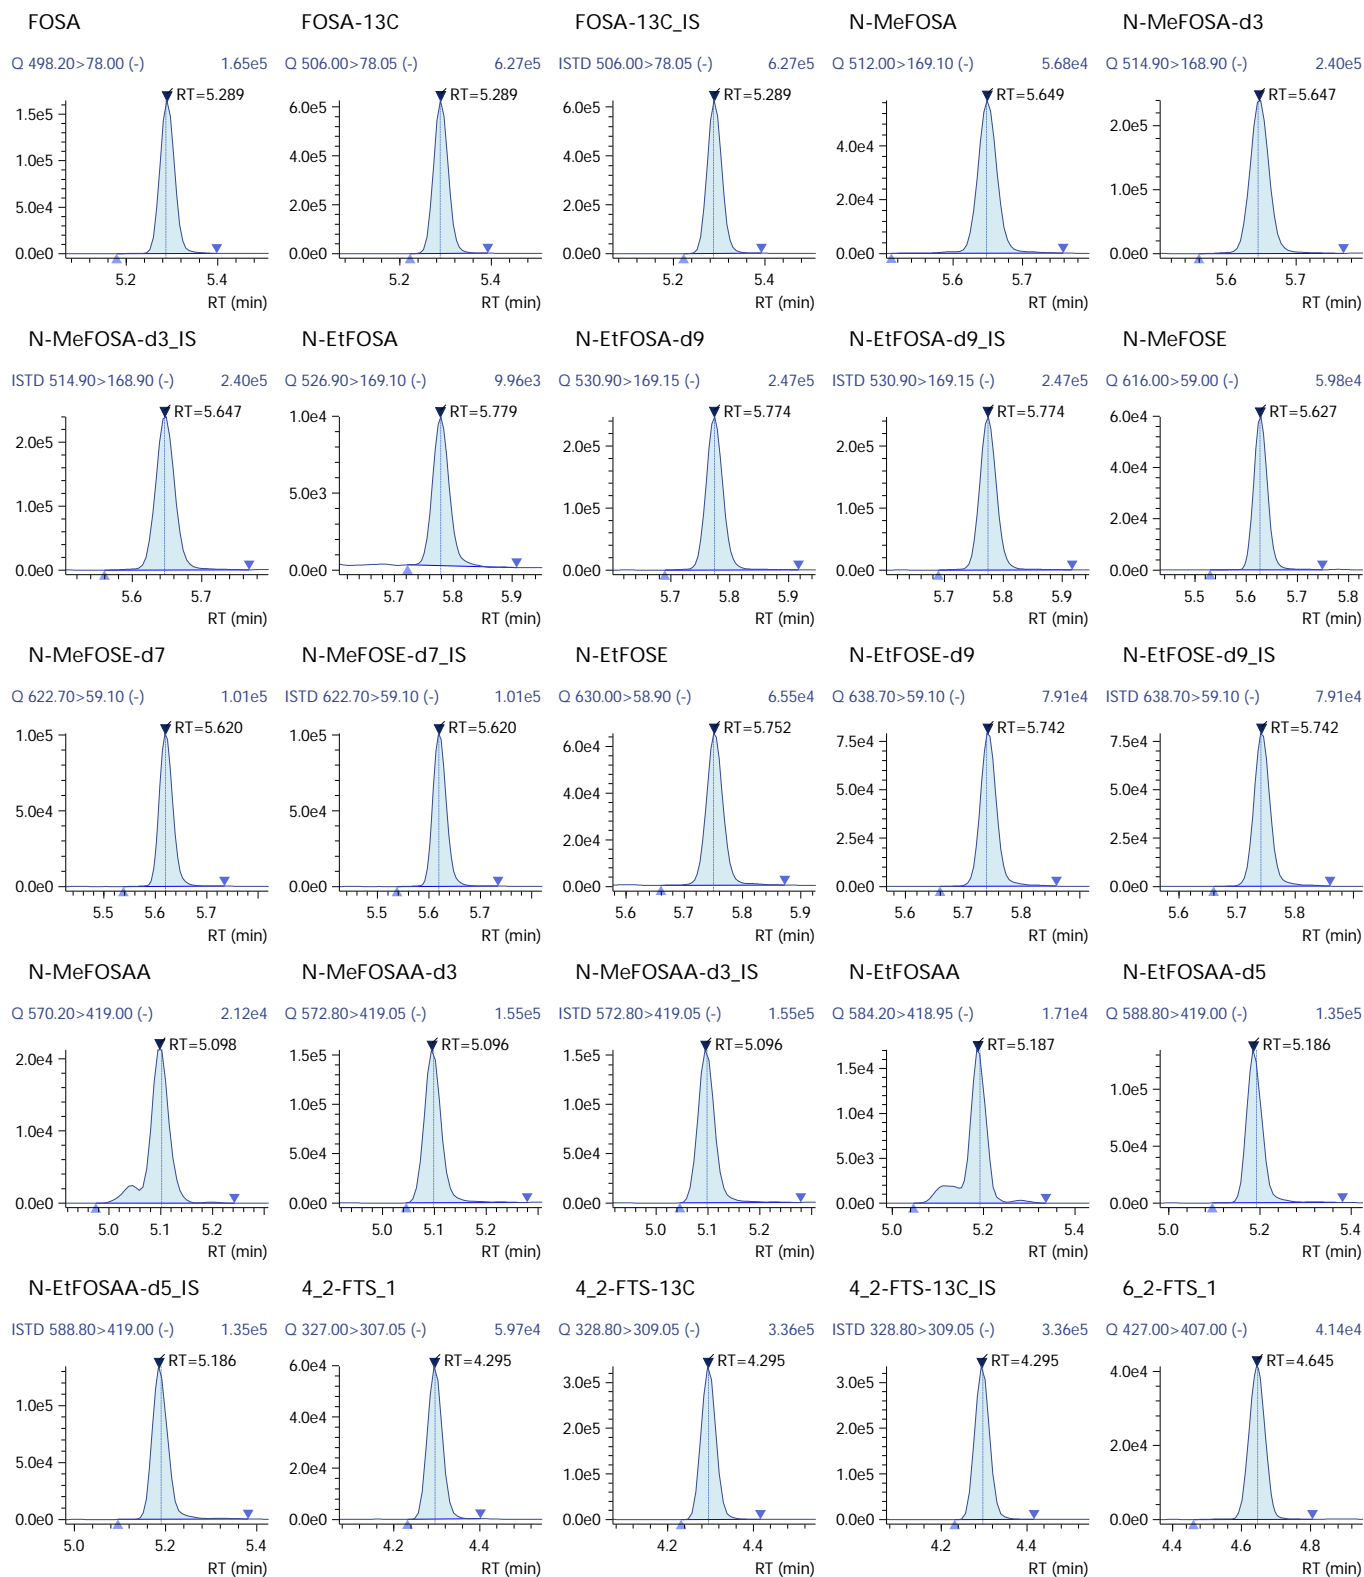 FOSA FOSA-13C FOSA-13C_IS N-MeFOSA N-MeFOSA-d3
Q 498.20>78.00 (-) 1.65e5 Q 506.00>78.05 (-) 6.27e5 ISTD 506.00>78.05 (-) 6.27e5 Q 512.00>169.10 (-) 5.68e4 Q 514.90>168.90 (-) 2.40e5
RT=5.289 RT=5.289 RT=5.289 RT=5.649 RT=5.647
1.5e5 6.0e5 6.0e5
2.0e5
4.0e4
1.0e5 4.0e5 4.0e5
1.0e5
5.0e4 2.0e5 2.0e5 2.0e4
0.0e0 0.0e0 0.0e0 0.0e0 0.0e0
5.2 5.4 5.2 5.4 5.2 5.4 5.6 5.7 5.6 5.7
RT (min) RT (min) RT (min) RT (min) RT (min)
N-MeFOSA-d3_IS N-EtFOSA N-EtFOSA-d9 N-EtFOSA-d9_IS N-MeFOSE
ISTD 514.90>168.90 (-) 2.40e5 Q 526.90>169.10 (-) 9.96e3 Q 530.90>169.15 (-) 2.47e5 ISTD 530.90>169.15 (-) 2.47e5 Q 616.00>59.00 (-) 5.98e4
RT=5.647 RT=5.779 RT=5.774 RT=5.774 RT=5.627
1.0e4 6.0e4
2.0e5 2.0e5 2.0e5
4.0e4
5.0e3
1.0e5 1.0e5 1.0e5 2.0e4
0.0e0 0.0e0 0.0e0 0.0e0 0.0e0
5.6 5.7 5.7 5.8 5.9 5.7 5.8 5.9 5.7 5.8 5.9 5.5 5.6 5.7 5.8
RT (min) RT (min) RT (min) RT (min) RT (min)
N-MeFOSE-d7 N-MeFOSE-d7_IS N-EtFOSE N-EtFOSE-d9 N-EtFOSE-d9_IS
Q 622.70>59.10 (-) 1.01e5 ISTD 622.70>59.10 (-) 1.01e5 Q 630.00>58.90 (-) 6.55e4 Q 638.70>59.10 (-) 7.91e4 ISTD 638.70>59.10 (-) 7.91e4
RT=5.620 RT=5.620 RT=5.752 RT=5.742 RT=5.742
1.0e5 1.0e5 6.0e4 7.5e4 7.5e4
4.0e4 5.0e4 5.0e4
5.0e4 5.0e4
2.0e4 2.5e4 2.5e4
0.0e0 0.0e0 0.0e0 0.0e0 0.0e0
5.5 5.6 5.7 5.5 5.6 5.7 5.6 5.7 5.8 5.9 5.6 5.7 5.8 5.6 5.7 5.8
RT (min) RT (min) RT (min) RT (min) RT (min)
N-MeFOSAA N-MeFOSAA-d3 N-MeFOSAA-d3_IS N-EtFOSAA N-EtFOSAA-d5
Q 570.20>419.00 (-) 2.12e4 Q 572.80>419.05 (-) 1.55e5 ISTD 572.80>419.05 (-) 1.55e5 Q 584.20>418.95 (-) 1.71e4 Q 588.80>419.00 (-) 1.35e5
RT=5.098 RT=5.096 RT=5.096 RT=5.187 RT=5.186
2.0e4 1.5e5 1.5e5 1.5e4
1.0e5
1.0e5 1.0e5 1.0e4
1.0e4
5.0e4 5.0e4 5.0e3 5.0e4
0.0e0 0.0e0 0.0e0 0.0e0 0.0e0
5.0 5.1 5.2 5.0 5.1 5.2 5.0 5.1 5.2 5.0 5.2 5.4 5.0 5.2 5.4
RT (min) RT (min) RT (min) RT (min) RT (min)
N-EtFOSAA-d5_IS 4_2-FTS_1 4_2-FTS-13C 4_2-FTS-13C_IS 6_2-FTS_1
ISTD 588.80>419.00 (-) 1.35e5 Q 327.00>307.05 (-) 5.97e4 Q 328.80>309.05 (-) 3.36e5 ISTD 328.80>309.05 (-) 3.36e5 Q 427.00>407.00 (-) 4.14e4
RT=5.186 RT=4.295 RT=4.295 RT=4.295 RT=4.645
6.0e4 3.0e5 3.0e5 4.0e4
1.0e5 4.0e4 2.0e5 2.0e5
2.0e4
5.0e4 2.0e4 1.0e5 1.0e5
0.0e0 0.0e0 0.0e0 0.0e0 0.0e0
5.0 5.2 5.4 4.2 4.4 4.2 4.4 4.2 4.4 4.4 4.6 4.8
RT (min) RT (min) RT (min) RT (min) RT (min)